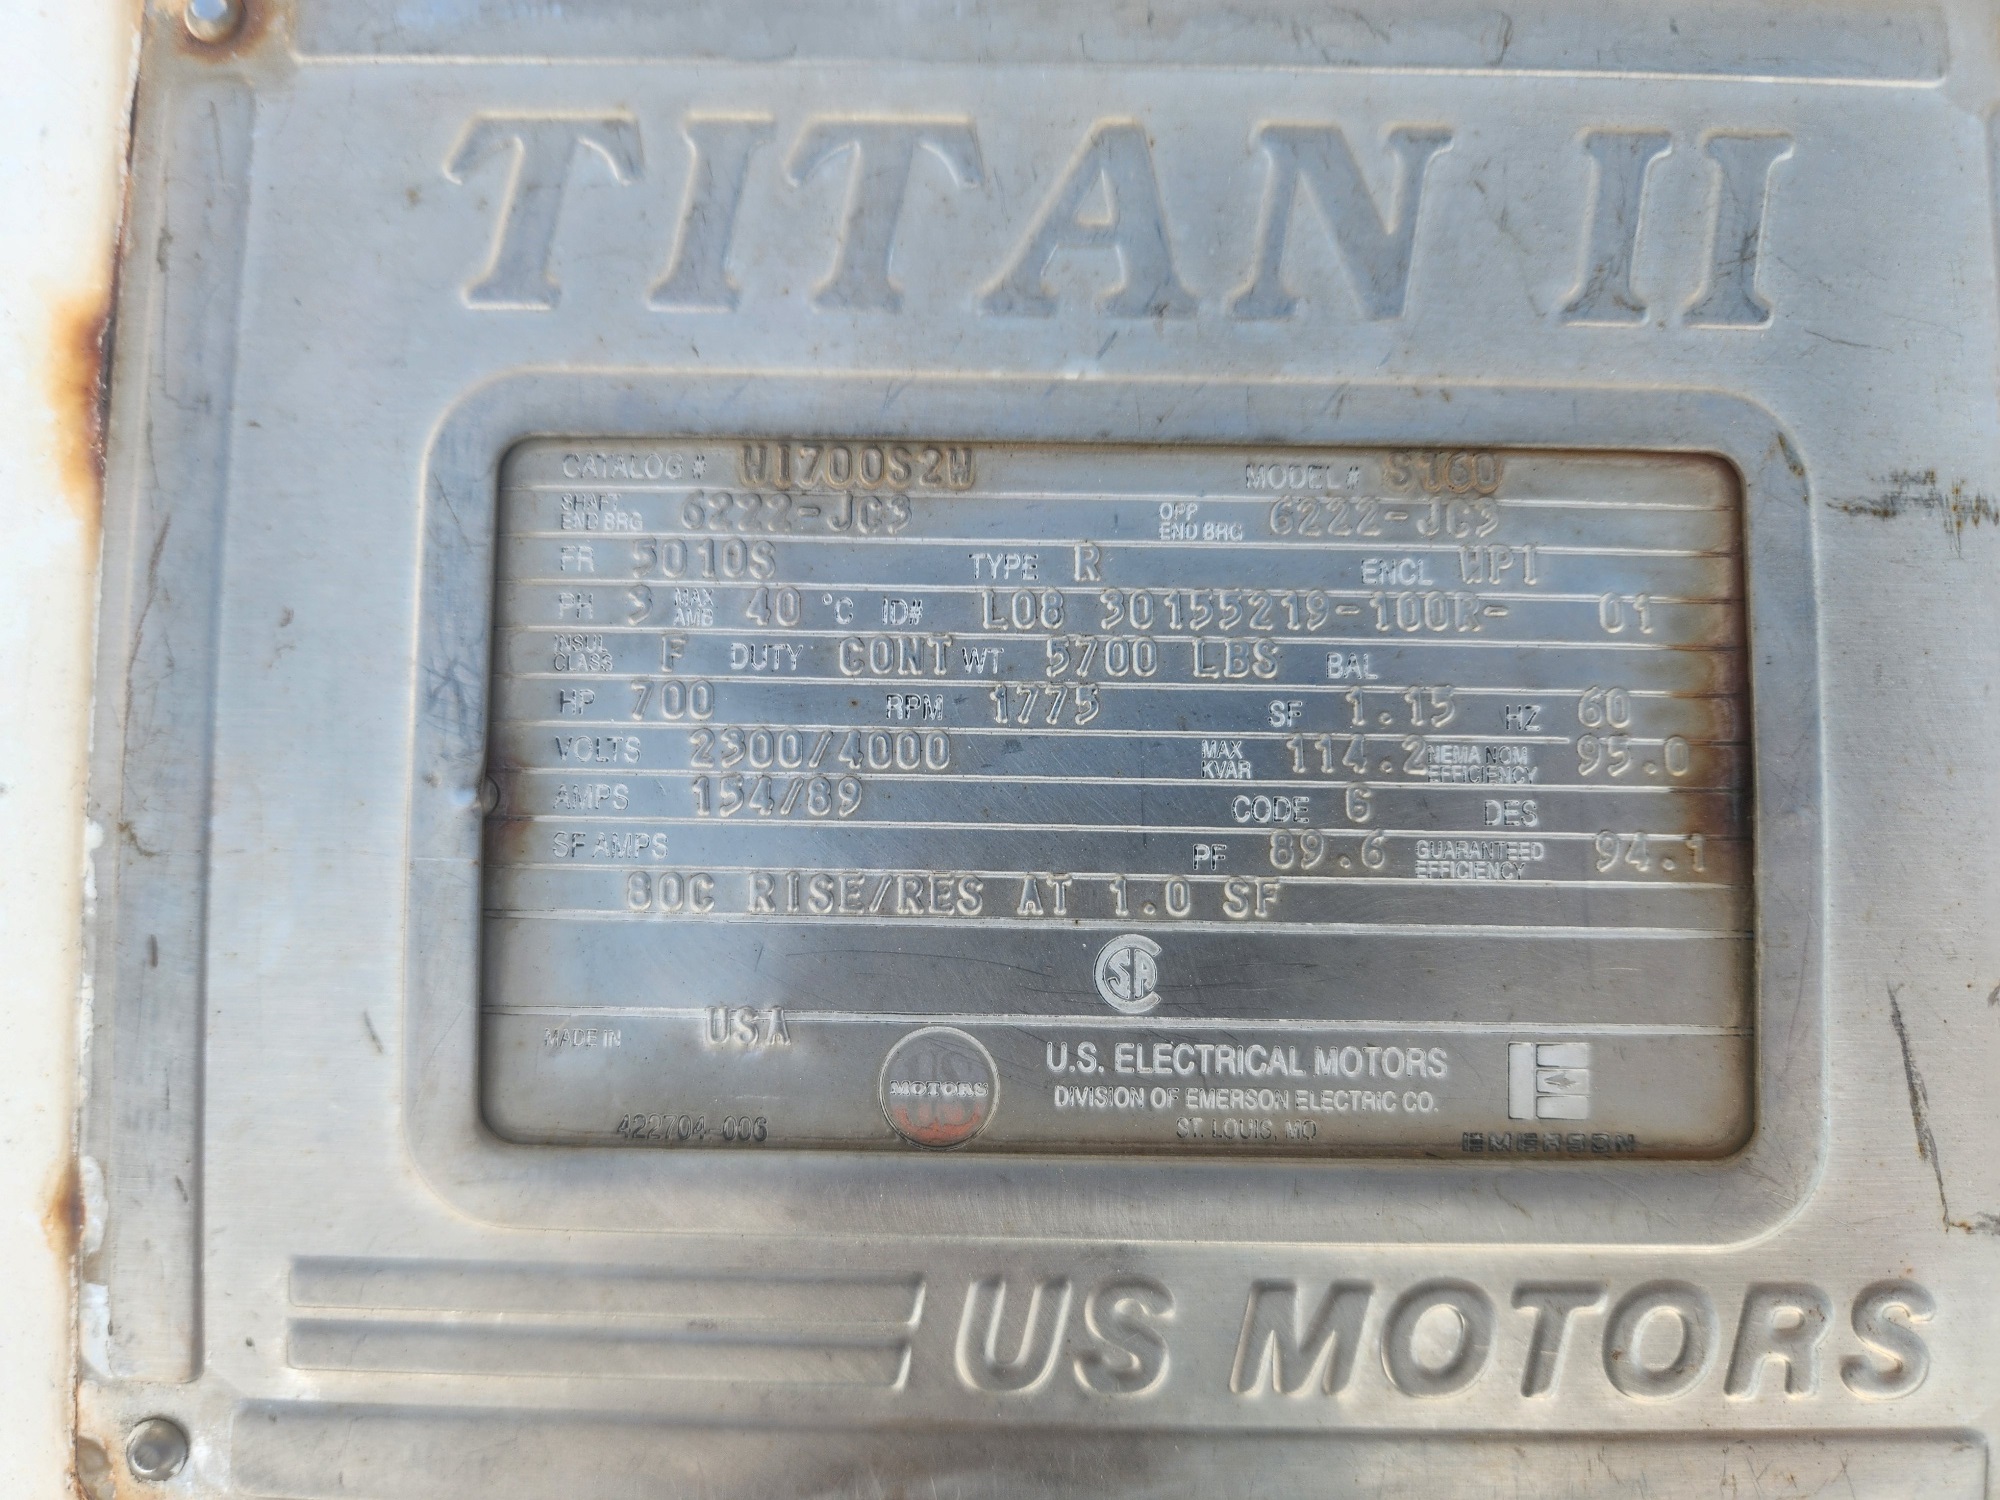 TITAN II
CATALOG # W1700S2W MODEL# S760
SHAFT END BRG 6222-JC3 OPP END BRG 6222-JC3
FR 5010S TYPE R ENCL WP1
PH 3 MAX AMB 40 °C ID# L08 30155219-100R- 01
INSUL CLASS F DUTY CONT WT 5700 LBS BAL
HP 700 RPM 1775 SF 1.15 HZ 60
VOLTS 2300/4000 MAX KVAR 114.2 NEMA NOM EFFICIENCY 95.0
AMPS 154/89 CODE G DES
SF AMPS PF 89.6 GUARANTEED EFFICIENCY 94.1
80C RISE/RES AT 1.0 SF
CSA
MADE IN USA
US MOTORS
U.S. ELECTRICAL MOTORS
DIVISION OF EMERSON ELECTRIC CO.
ST. LOUIS, MO
422704-006
EMERSON
US MOTORS